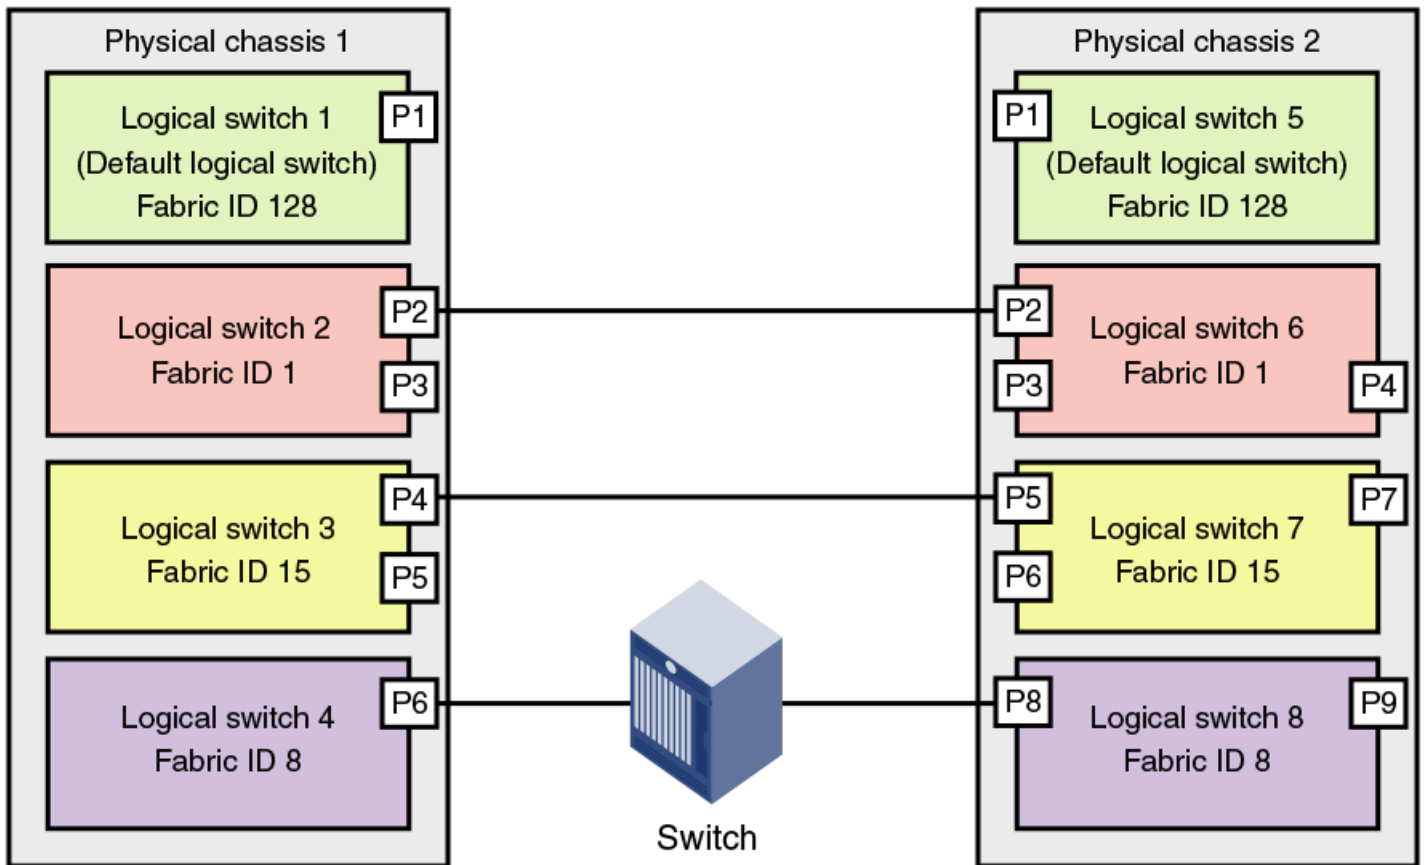 Physical chassis 1
Logical switch 1
(Default logical switch)
Fabric ID 128
P1
Logical switch 2
Fabric ID 1
P2
P3
Logical switch 3
Fabric ID 15
P4
P5
Logical switch 4
Fabric ID 8
P6
Switch
Physical chassis 2
P1
Logical switch 5
(Default logical switch)
Fabric ID 128
P2
P3
Logical switch 6
Fabric ID 1
P4
P5
P6
Logical switch 7
Fabric ID 15
P7
P8
Logical switch 8
Fabric ID 8
P9